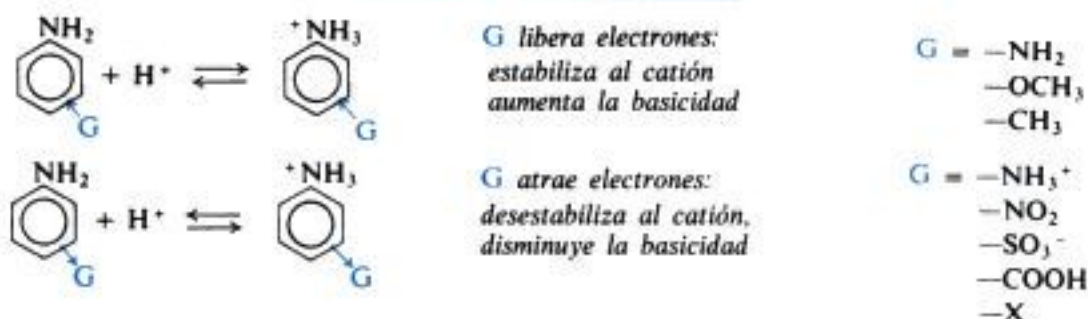 NH₂
⁺NH₃
+ H⁺ ⇌
G
G
G libera electrones:
estabiliza al catión
aumenta la basicidad
G = —NH₂
—OCH₃
—CH₃
NH₂
⁺NH₃
+ H⁺ ⇌
G
G
G atrae electrones:
desestabiliza al catión,
disminuye la basicidad
G = —NH₃⁺
—NO₂
—SO₃⁻
—COOH
—X